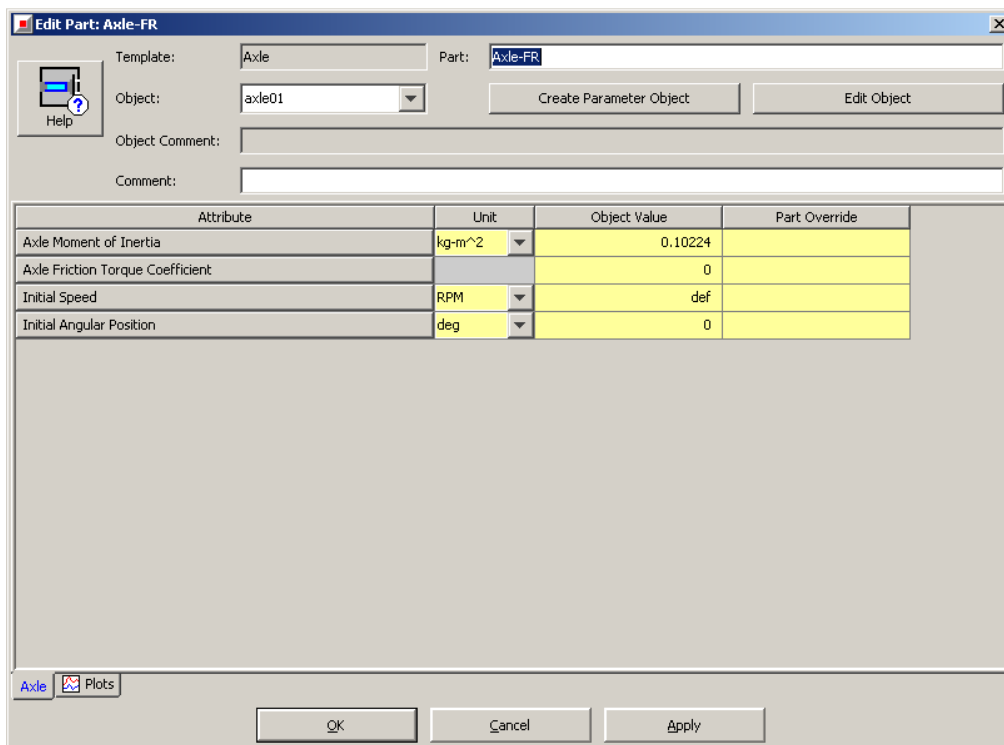 Edit Part: Axle-FR
Template: Axle Part: Axle-FR
Object: axle01 Create Parameter Object Edit Object
Help
Object Comment:
Comment:
Attribute Unit Object Value Part Override
Axle Moment of Inertia kg-m^2 0.10224
Axle Friction Torque Coefficient 0
Initial Speed RPM def
Initial Angular Position deg 0
Axle Plots
OK Cancel Apply